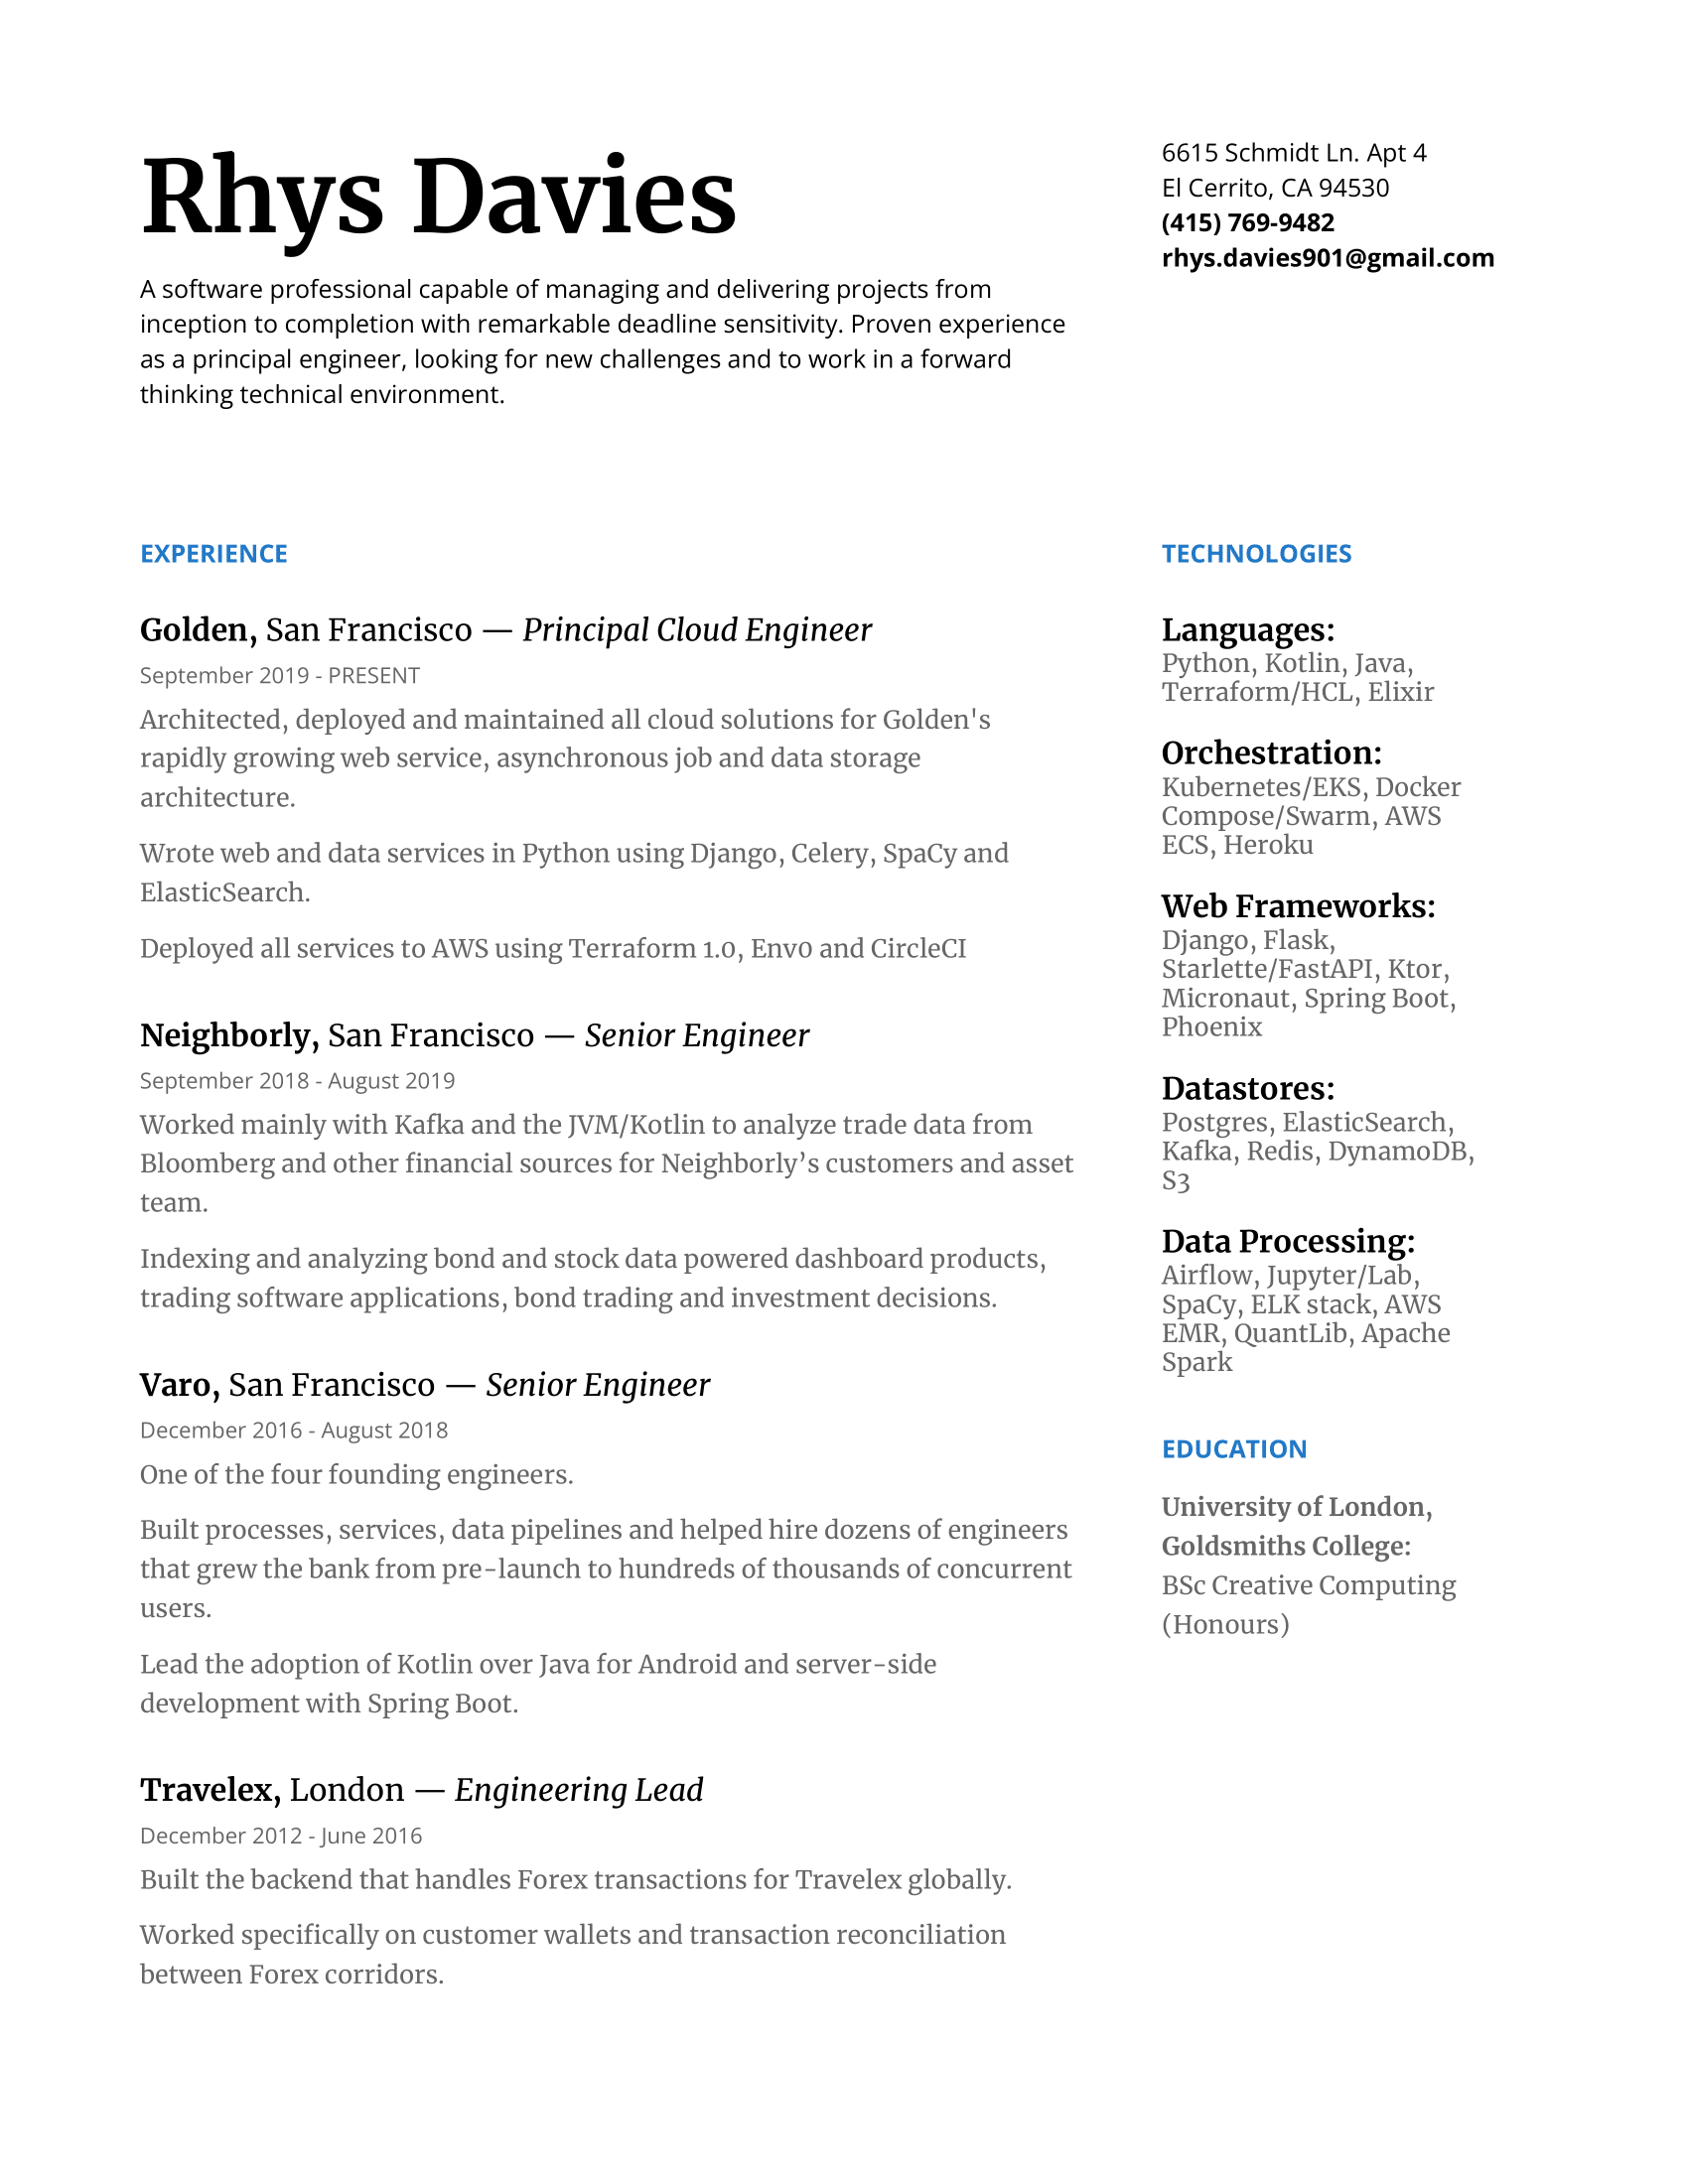 Rhys Davies
A software professional capable of managing and delivering projects from
inception to completion with remarkable deadline sensitivity. Proven experience
as a principal engineer, looking for new challenges and to work in a forward
thinking technical environment.
6615 Schmidt Ln. Apt 4
El Cerrito, CA 94530
(415) 769-9482
rhys.davies901@gmail.com
EXPERIENCE
Golden, San Francisco — Principal Cloud Engineer
September 2019 - PRESENT
Architected, deployed and maintained all cloud solutions for Golden's
rapidly growing web service, asynchronous job and data storage
architecture.
Wrote web and data services in Python using Django, Celery, SpaCy and
ElasticSearch.
Deployed all services to AWS using Terraform 1.0, Env0 and CircleCI
Neighborly, San Francisco — Senior Engineer
September 2018 - August 2019
Worked mainly with Kafka and the JVM/Kotlin to analyze trade data from
Bloomberg and other financial sources for Neighborly’s customers and asset
team.
Indexing and analyzing bond and stock data powered dashboard products,
trading software applications, bond trading and investment decisions.
Varo, San Francisco — Senior Engineer
December 2016 - August 2018
One of the four founding engineers.
Built processes, services, data pipelines and helped hire dozens of engineers
that grew the bank from pre-launch to hundreds of thousands of concurrent
users.
Lead the adoption of Kotlin over Java for Android and server-side
development with Spring Boot.
Travelex, London — Engineering Lead
December 2012 - June 2016
Built the backend that handles Forex transactions for Travelex globally.
Worked specifically on customer wallets and transaction reconciliation
between Forex corridors.
TECHNOLOGIES
Languages:
Python, Kotlin, Java,
Terraform/HCL, Elixir
Orchestration:
Kubernetes/EKS, Docker
Compose/Swarm, AWS
ECS, Heroku
Web Frameworks:
Django, Flask,
Starlette/FastAPI, Ktor,
Micronaut, Spring Boot,
Phoenix
Datastores:
Postgres, ElasticSearch,
Kafka, Redis, DynamoDB,
S3
Data Processing:
Airflow, Jupyter/Lab,
SpaCy, ELK stack, AWS
EMR, QuantLib, Apache
Spark
EDUCATION
University of London,
Goldsmiths College:
BSc Creative Computing
(Honours)